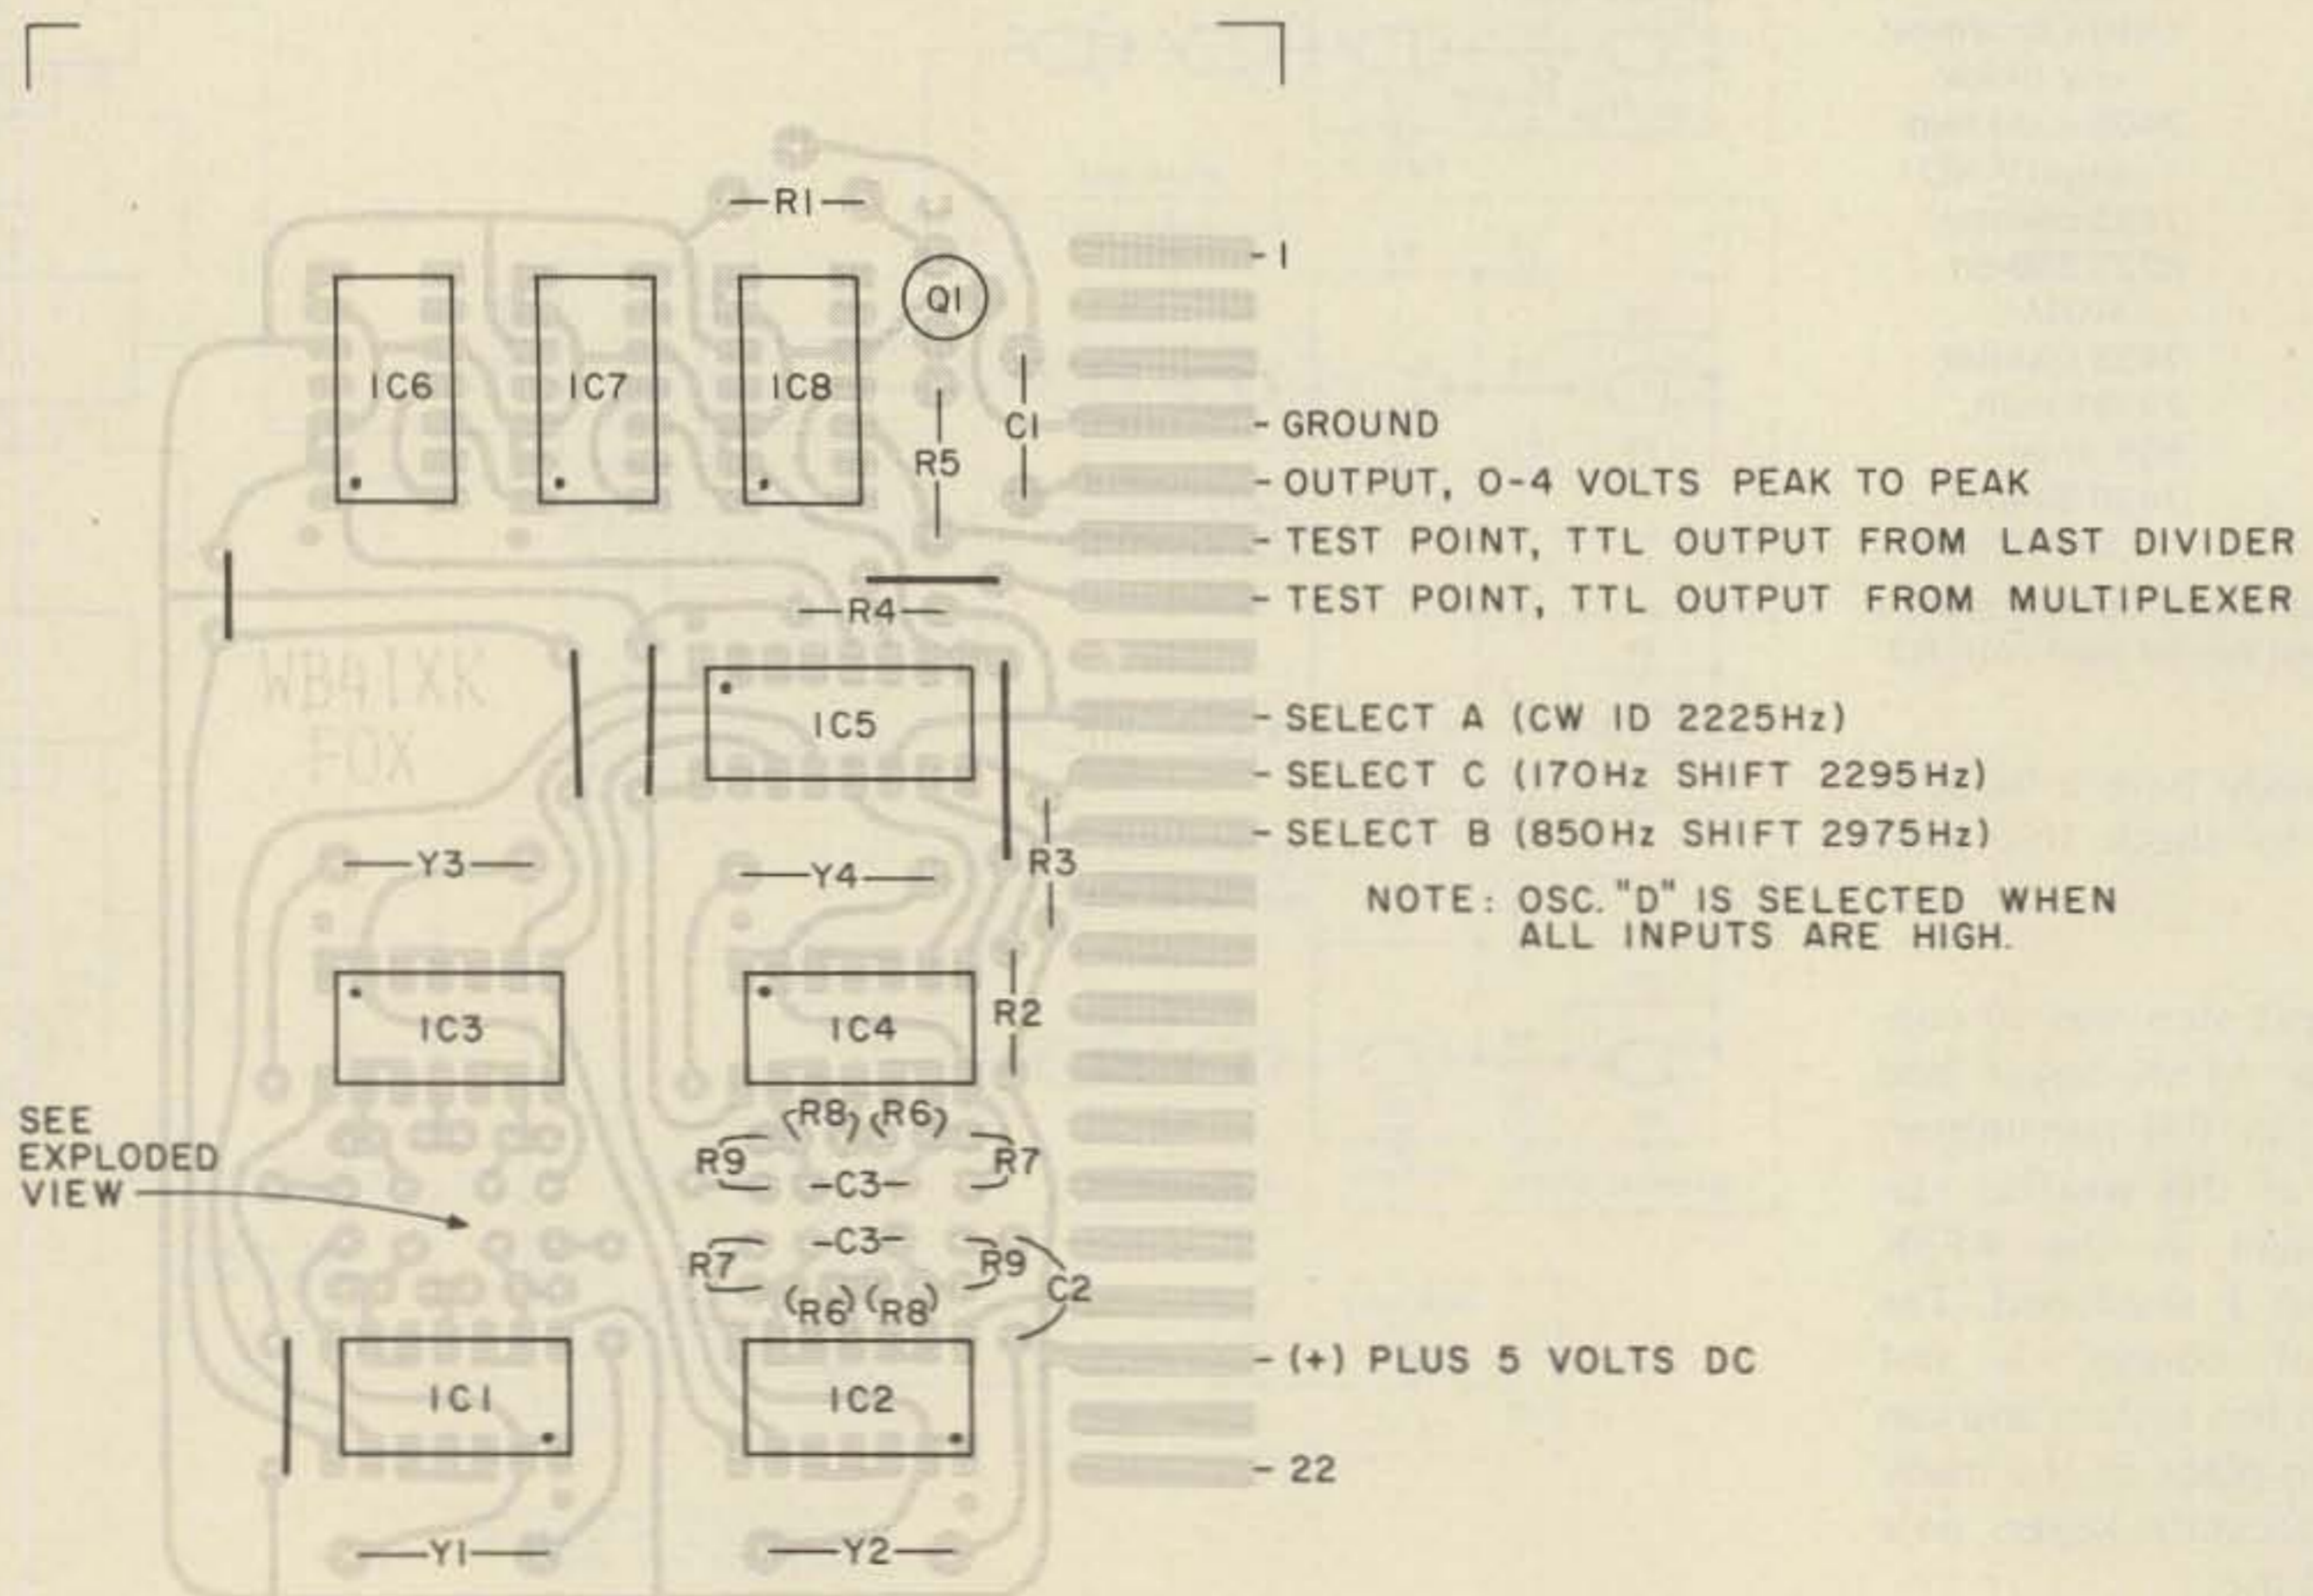 R1
- 1
Q1
IC6
IC7
IC8
C1
R5
- GROUND
- OUTPUT, 0-4 VOLTS PEAK TO PEAK
- TEST POINT, TTL OUTPUT FROM LAST DIVIDER
- TEST POINT, TTL OUTPUT FROM MULTIPLEXER
R4
WB4IXK
FOX
IC5
- SELECT A (CW ID 2225Hz)
- SELECT C (170Hz SHIFT 2295Hz)
- SELECT B (850Hz SHIFT 2975Hz)
NOTE: OSC. "D" IS SELECTED WHEN
ALL INPUTS ARE HIGH.
Y3
Y4
R3
IC3
IC4
R2
SEE
EXPLODED
VIEW
(R8) (R6)
R9
R7
-C3-
-C3-
R7
R9
C2
(R6) (R8)
IC1
IC2
- (+) PLUS 5 VOLTS DC
- 22
Y1
Y2